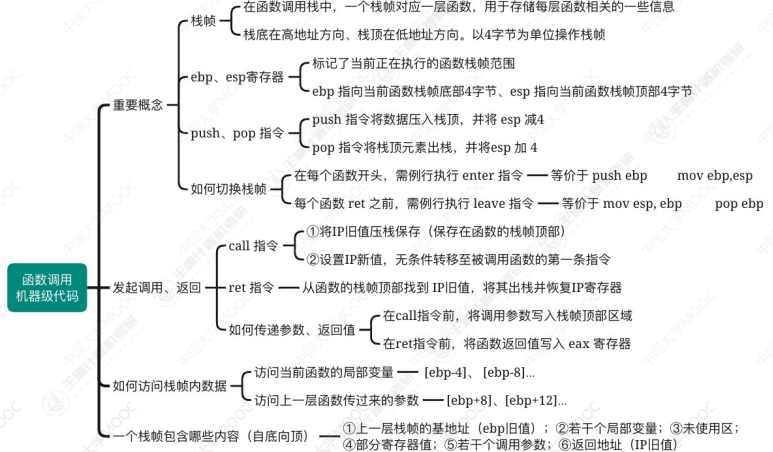 在函数调用栈中，一个栈帧对应一层函数，用于存储每层函数相关的一些信息
栈帧
栈底在高地址方向、栈顶在低地址方向。以4字节为单位操作栈帧
标记了当前正在执行的函数栈帧范围
ebp、esp寄存器
ebp 指向当前函数栈帧底部4字节、esp 指向当前函数栈帧顶部4字节
重要概念
push 指令将数据压入栈顶，并将 esp 减4
push、pop 指令
pop 指令将栈顶元素出栈，并将esp 加 4
在每个函数开头，需例行执行 enter 指令 等价于 push ebp mov ebp,esp
如何切换栈帧
每个函数 ret 之前，需例行执行 leave 指令 等价于 mov esp, ebp pop ebp
①将IP旧值压栈保存（保存在函数的栈帧顶部）
call 指令
②设置IP新值，无条件转移至被调用函数的第一条指令
函数调用
机器级代码
发起调用、返回
ret 指令 从函数的栈帧顶部找到 IP旧值，将其出栈并恢复IP寄存器
在call指令前，将调用参数写入栈帧顶部区域
如何传递参数、返回值
在ret指令前，将函数返回值写入 eax 寄存器
访问当前函数的局部变量 [ebp-4]、 [ebp-8]...
如何访问栈帧内数据
访问上一层函数传过来的参数 [ebp+8]、[ebp+12]...
①上一层栈帧的基地址（ebp旧值）；②若干个局部变量；③未使用区；
一个栈帧包含哪些内容（自底向顶）
④部分寄存器值；⑤若干个调用参数；⑥返回地址（IP旧值）